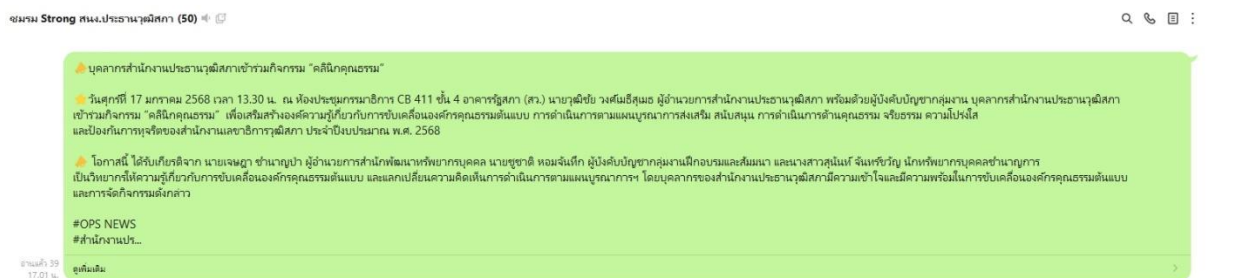 ชมรม Strong สนง.ประธานวุฒิสภา (50)
บุคลากรสำนักงานประธานวุฒิสภาเข้าร่วมกิจกรรม “คลินิกคุณธรรม”
วันศุกร์ที่ 17 มกราคม 2568 เวลา 13.30 น. ณ ห้องประชุมกรรมาธิการ CB 411 ชั้น 4 อาคารรัฐสภา (สว.) นายวุฒิชัย วงศ์เมธีสุเมธ ผู้อำนวยการสำนักงานประธานวุฒิสภา พร้อมด้วยผู้บังคับบัญชากลุ่มงาน บุคลากรสำนักงานประธานวุฒิสภา
เข้าร่วมกิจกรรม “คลินิกคุณธรรม” เพื่อเสริมสร้างองค์ความรู้เกี่ยวกับการขับเคลื่อนองค์กรคุณธรรมต้นแบบ การดำเนินการตามแผนบูรณาการส่งเสริม สนับสนุน การดำเนินการด้านคุณธรรม จริยธรรม ความโปร่งใส
และป้องกันการทุจริตของสำนักงานเลขาธิการวุฒิสภา ประจำปีงบประมาณ พ.ศ. 2568
โอกาสนี้ ได้รับเกียรติจาก นายเจษฎา ชำนาญป่า ผู้อำนวยการสำนักพัฒนาทรัพยากรบุคคล นายชูชาติ หอมจันทึก ผู้บังคับบัญชากลุ่มงานฝึกอบรมและสัมมนา และนางสาวสุนันท์ จันทร์ขวัญ นักทรัพยากรบุคคลชำนาญการ
เป็นวิทยากรให้ความรู้เกี่ยวกับการขับเคลื่อนองค์กรคุณธรรมต้นแบบ และแลกเปลี่ยนความคิดเห็นการดำเนินการตามแผนบูรณาการฯ โดยบุคลากรของสำนักงานประธานวุฒิสภามีความเข้าใจและมีความพร้อมในการขับเคลื่อนองค์กรคุณธรรมต้นแบบ
และการจัดกิจกรรมดังกล่าว
#OPS NEWS
#สำนักงานปร...
อ่านแล้ว 39
17.01 น.
ดูเพิ่มเติม